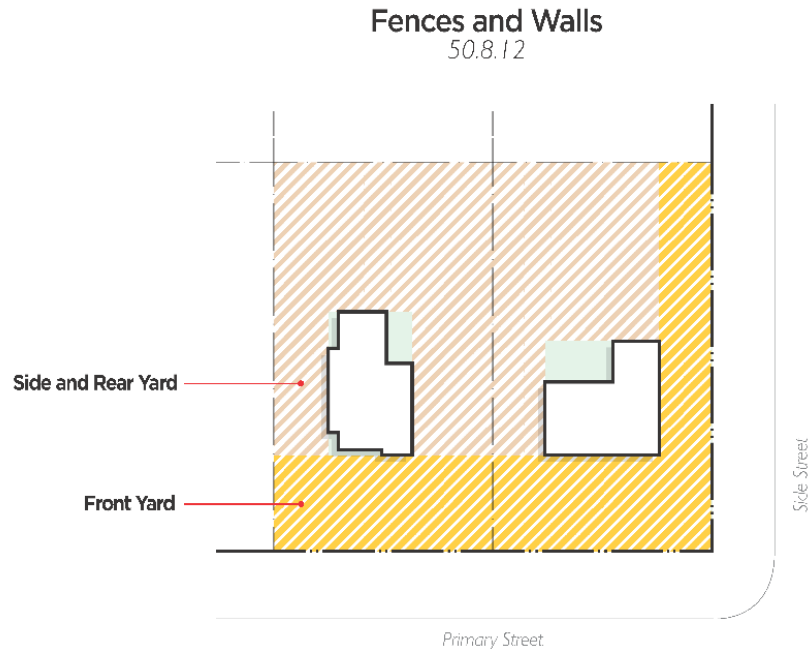 Fences and Walls
50.8.12
Side and Rear Yard
Front Yard
Side Street
Primary Street